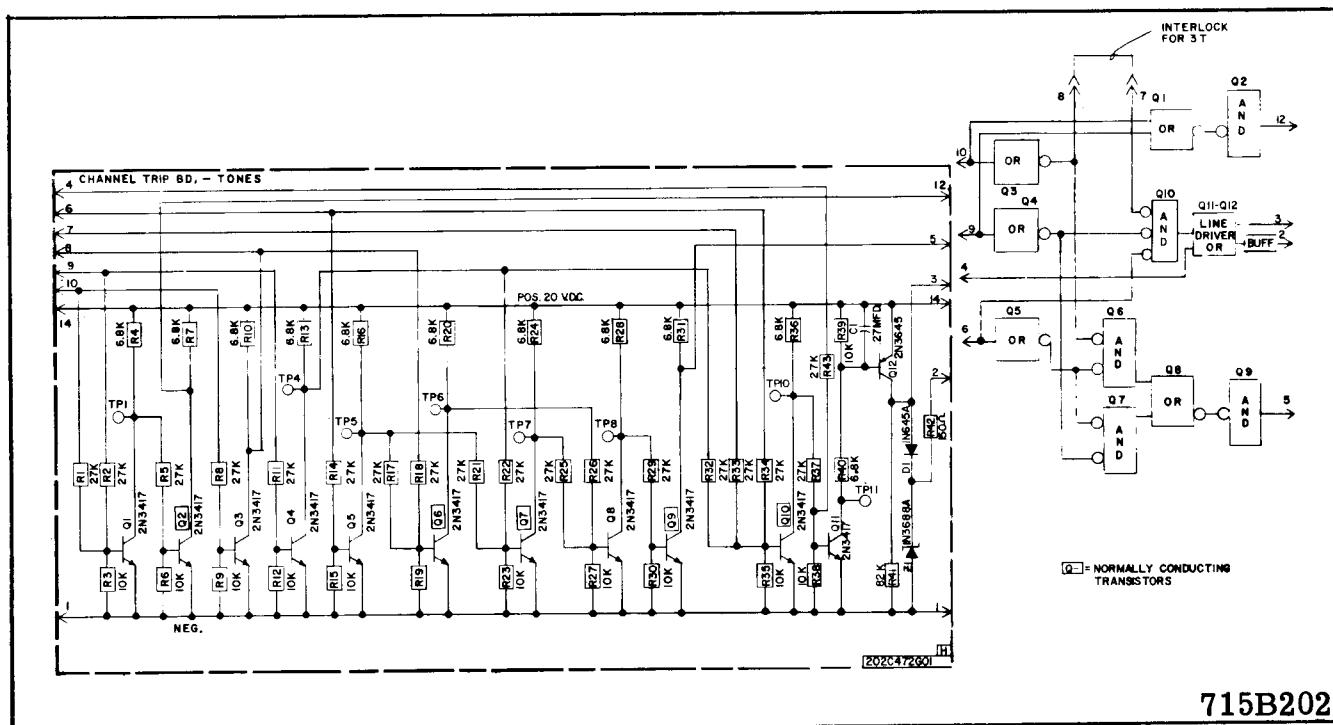 INTERLOCK
FOR 3 T
8
7
Q1
OR
Q2
AND
12
10
OR
Q3
Q4
9
OR
Q10
AND
Q11-Q12
LINE
DRIVER
OR
3
2
BUFF
4
6
Q5
OR
Q6
AND
Q7
AND
Q8
OR
Q9
AND
5
CHANNEL TRIP BD. - TONES
4
6
7
8
9
10
14
12
5
3
14
2
POS. 20 V.D.C.
6.8K R4
6.8K R7
6.8K R10
6.8K R13
6.8K R16
6.8K R20
6.8K R24
6.8K R28
6.8K R31
6.8K R36
R39 10K
C1 27MFD
2N3645
Q12
27K R43
TP1
TP4
TP5
TP6
TP7
TP8
TP10
TP11
R1 27K
R2 27K
R5 27K
R8 27K
R11 27K
R14 27K
R17 27K
R18 27K
R21 27K
R22 27K
R25 27K
R26 27K
R29 27K
R32 27K
R33 27K
R34 27K
R37
R40 6.8K
1N645A
D1
R42 150Ω
1N3688A
Z1
Q1 2N3417
Q2 2N3417
Q3 2N3417
Q4 2N3417
Q5 2N3417
Q6 2N3417
Q7 2N3417
Q8 2N3417
Q9 2N3417
Q10 2N3417
Q11 2N3417
R3 10K
R6 10K
R9 10K
R12 10K
R15 10K
R19 10K
R23 10K
R27 10K
R30 10K
R35 10K
R38
82K R41
1
NEG.
1
H
202C472G01
Q- = NORMALLY CONDUCTING
TRANSISTORS
715B202